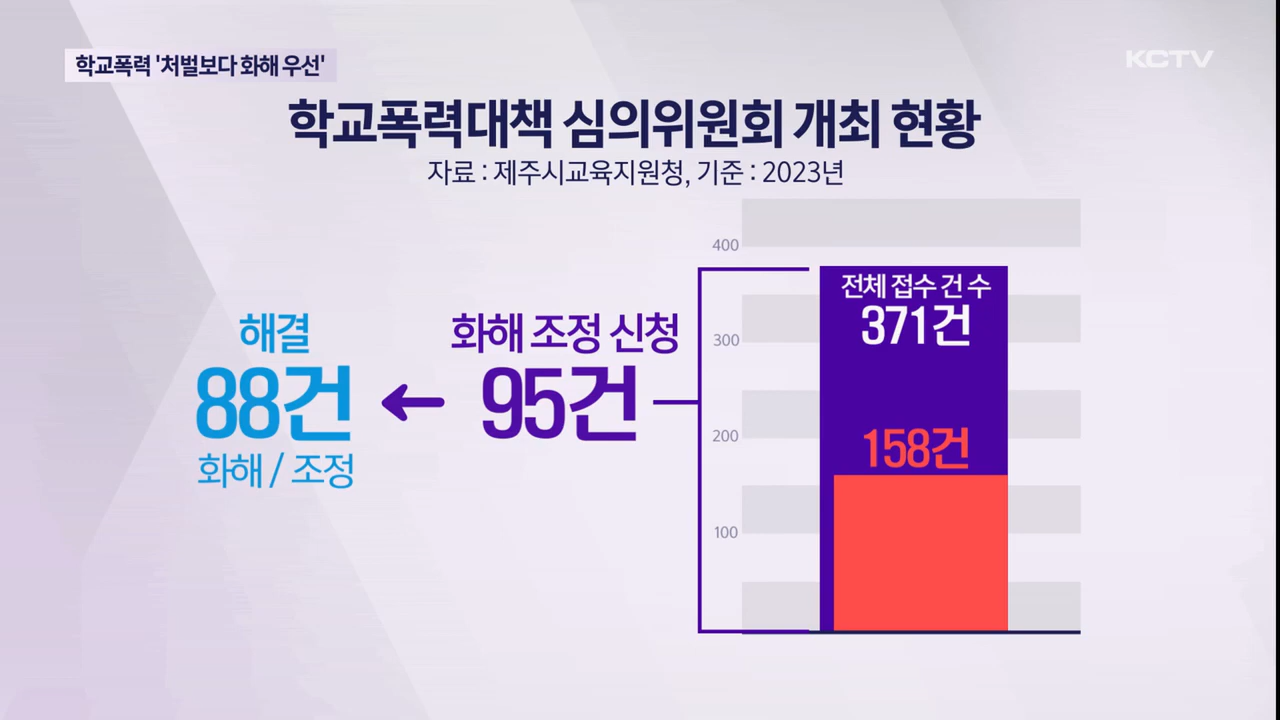 학교폭력 '처벌보다 화해 우선'
KCTV
학교폭력대책 심의위원회 개최 현황
자료 : 제주시교육지원청, 기준 : 2023년
해결
88건
화해 / 조정
화해 조정 신청
95건
400
300
200
100
전체 접수 건 수
371건
158건